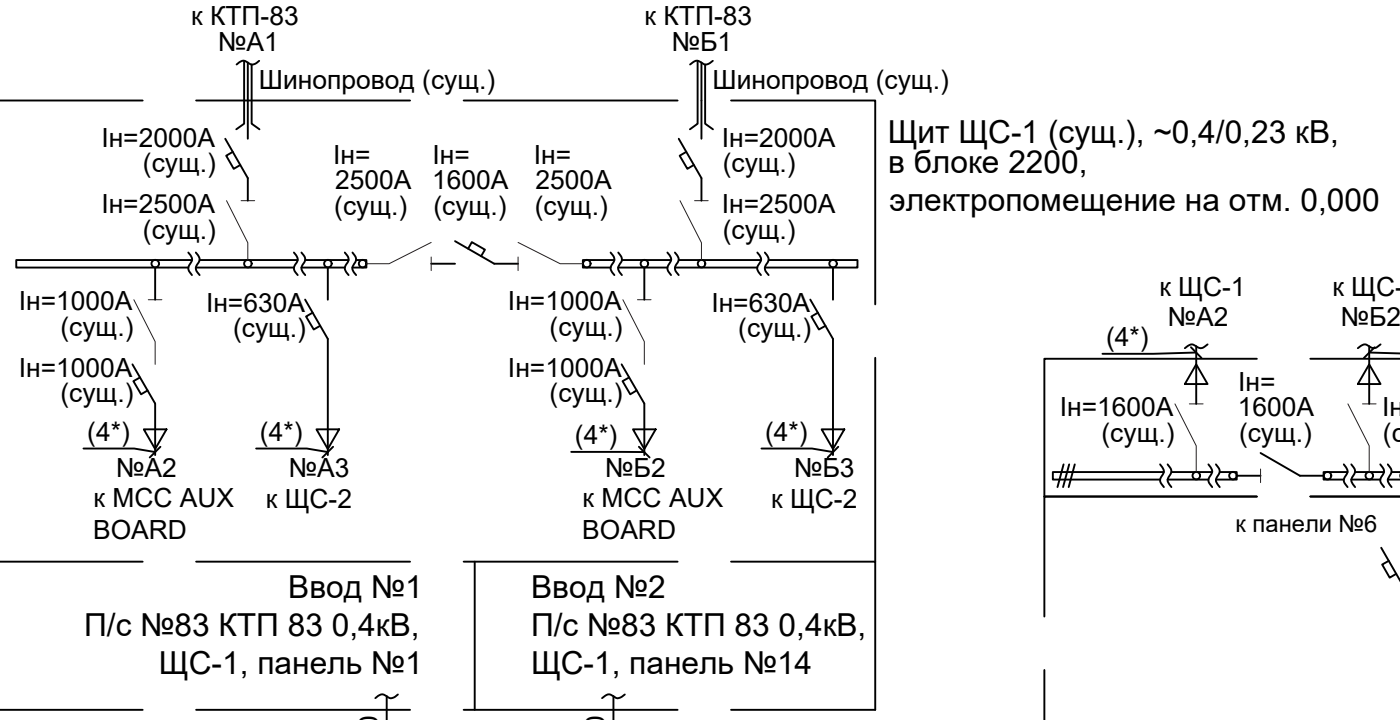 к КТП-83
№А1
Шинопровод (сущ.)
к КТП-83
№Б1
Шинопровод (сущ.)
Щит ЩС-1 (сущ.), ~0,4/0,23 кВ,
в блоке 2200,
электропомещение на отм. 0,000
Iн=2000А
(сущ.)
Iн=2500А
(сущ.)
Iн=
2500А
(сущ.)
Iн=
1600А
(сущ.)
Iн=
2500А
(сущ.)
Iн=2000А
(сущ.)
Iн=2500А
(сущ.)
Iн=1000А
(сущ.)
Iн=1000А
(сущ.)
(4*)
№А2
к MCC AUX
BOARD
Iн=630А
(сущ.)
(4*)
№А3
к ЩС-2
Iн=1000А
(сущ.)
Iн=1000А
(сущ.)
(4*)
№Б2
к MCC AUX
BOARD
Iн=630А
(сущ.)
(4*)
№Б3
к ЩС-2
к ЩС-1
№А2
(4*)
Iн=1600А
(сущ.)
Iн=
1600А
(сущ.)
к ЩС-
№Б2
к панели №6
Ввод №1
П/с №83 КТП 83 0,4кВ,
ЩС-1, панель №1
Ввод №2
П/с №83 КТП 83 0,4кВ,
ЩС-1, панель №14